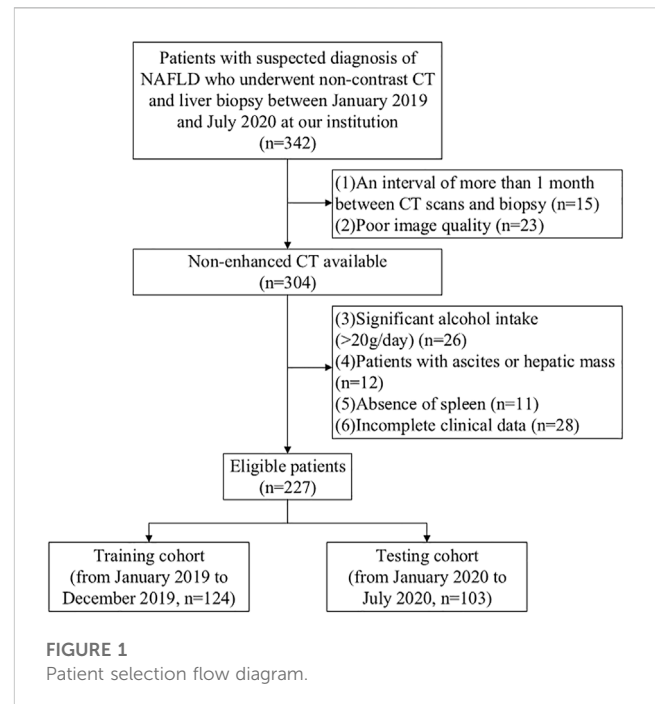 Patients with suspected diagnosis of
NAFLD who underwent non-contrast CT
and liver biopsy between January 2019
and July 2020 at our institution
(n=342)
(1)An interval of more than 1 month
between CT scans and biopsy (n=15)
(2)Poor image quality (n=23)
Non-enhanced CT available
(n=304)
(3)Significant alcohol intake
(>20g/day) (n=26)
(4)Patients with ascites or hepatic mass
(n=12)
(5)Absence of spleen (n=11)
(6)Incomplete clinical data (n=28)
Eligible patients
(n=227)
Training cohort
(from January 2019 to
December 2019, n=124)
Testing cohort
(from January 2020 to
July 2020, n=103)
FIGURE 1
Patient selection flow diagram.